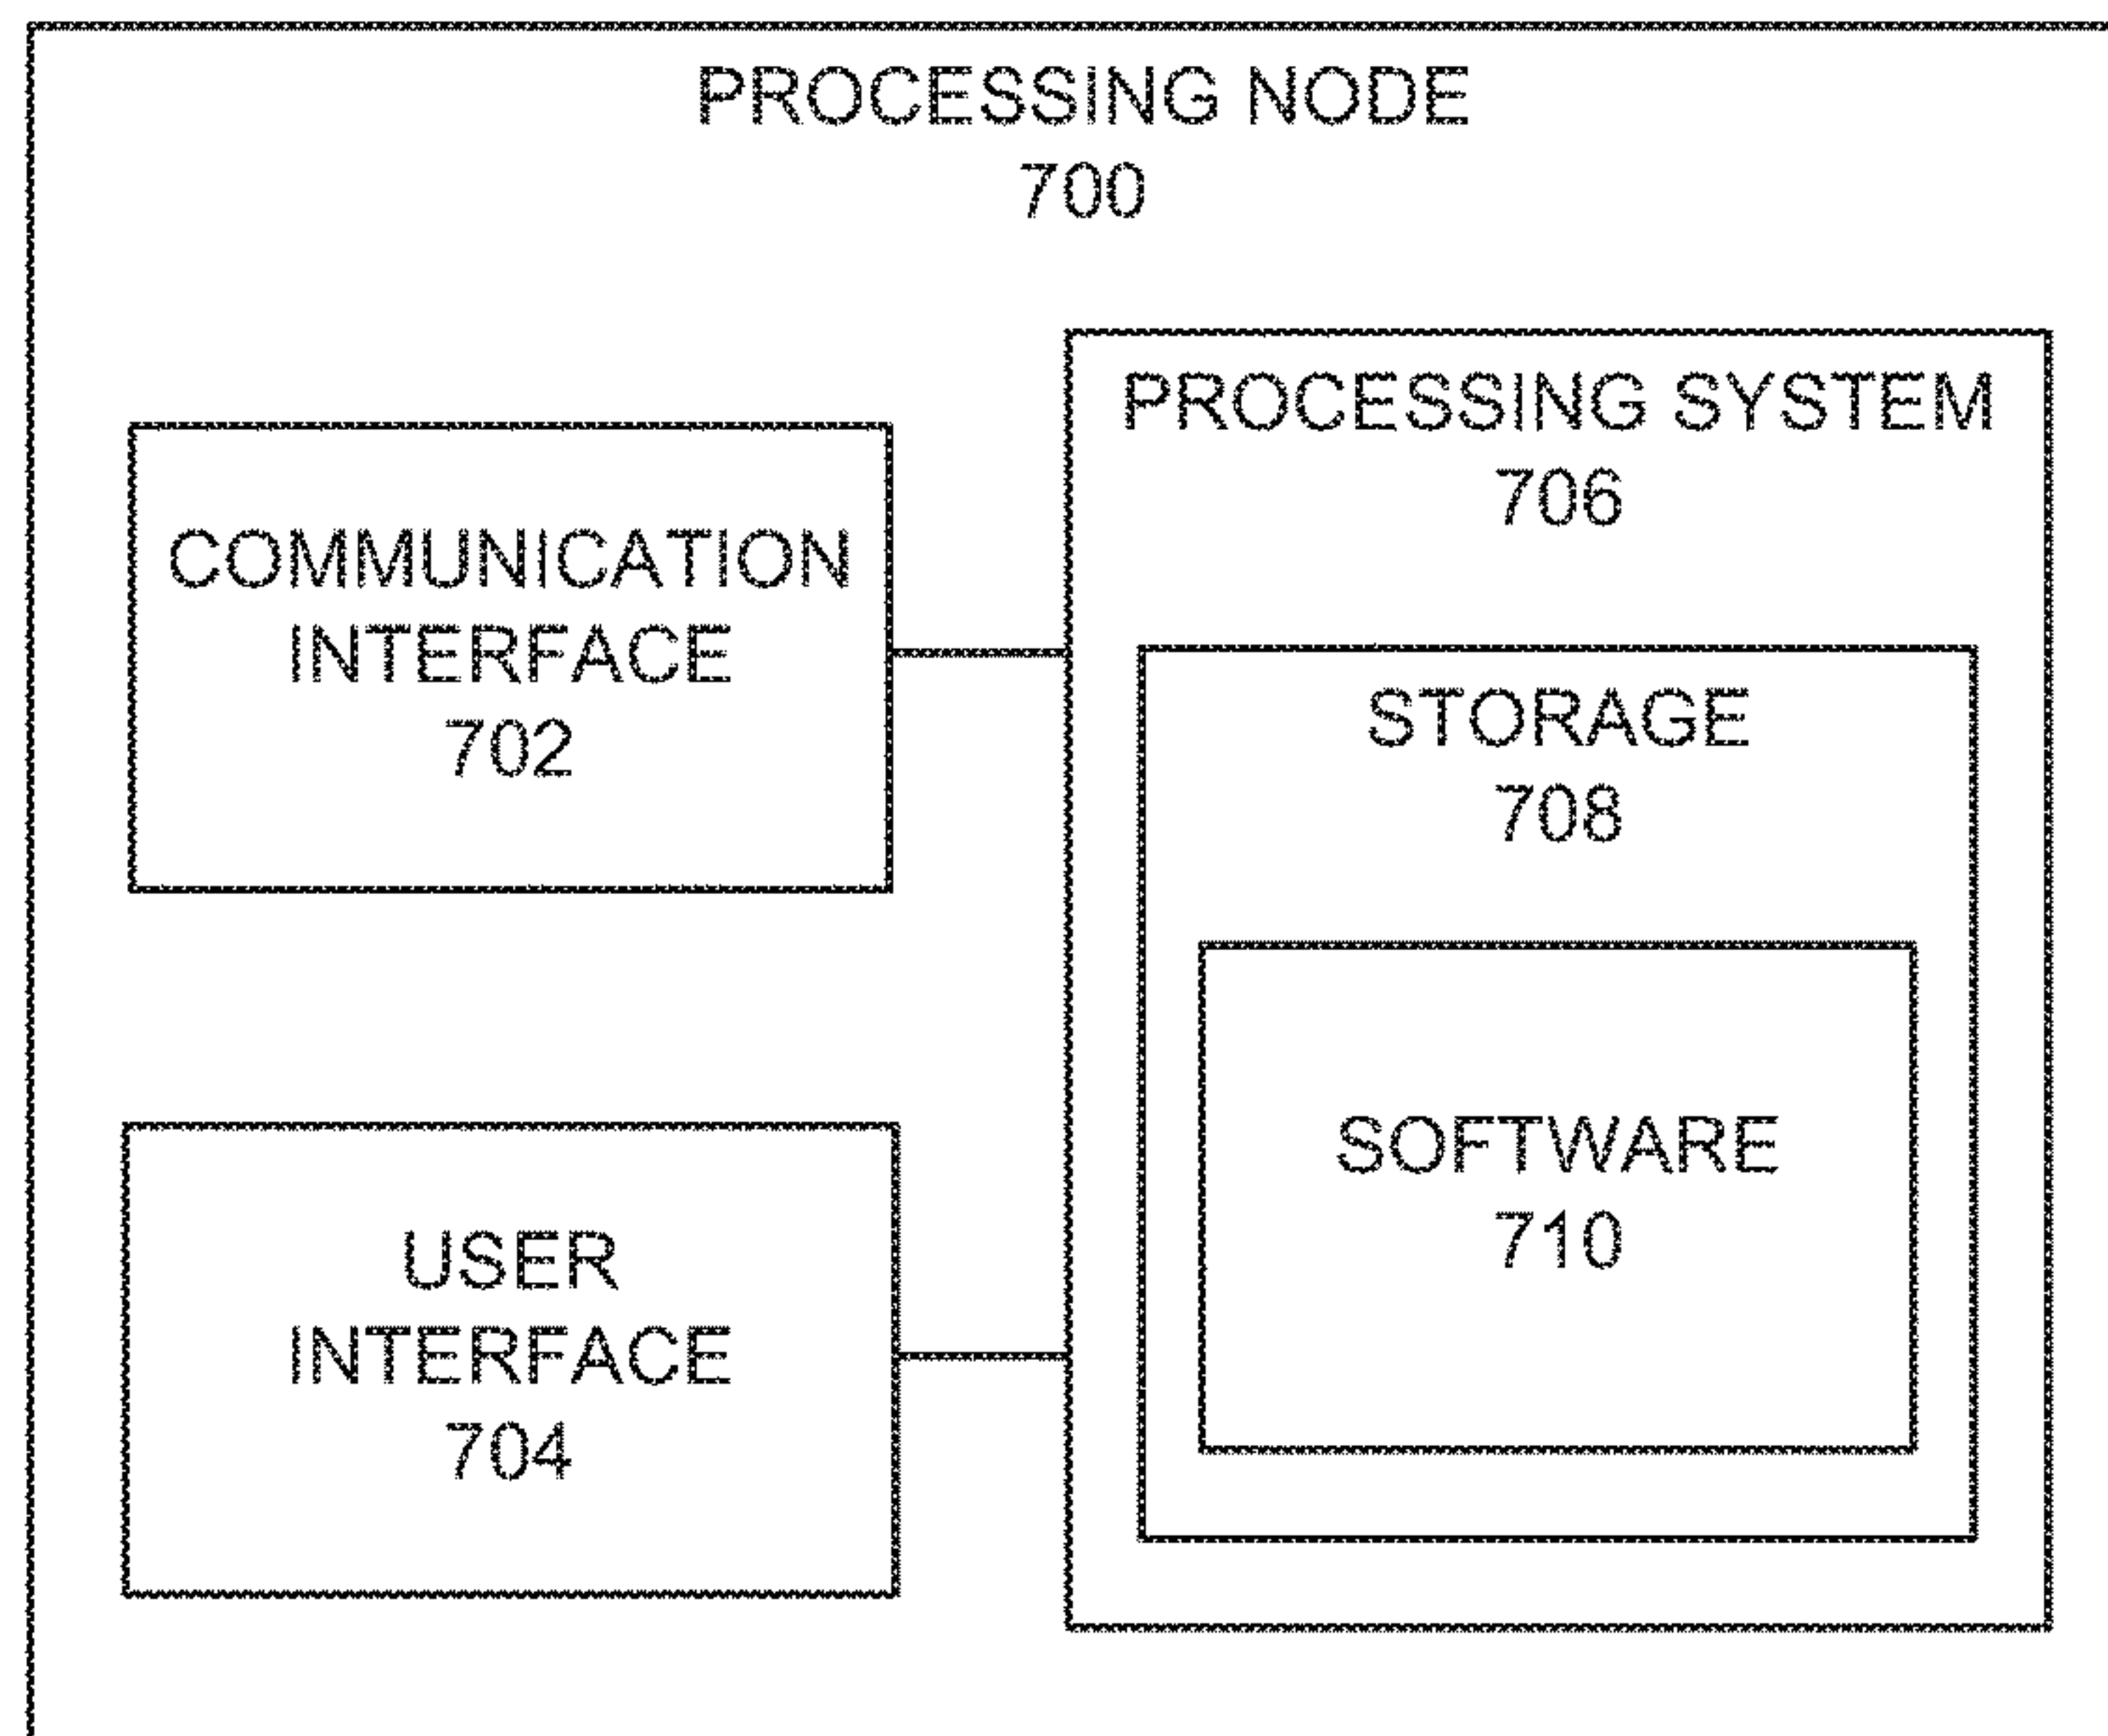 PROCESSING NODE
700
COMMUNICATION
INTERFACE
702
USER
INTERFACE
704
PROCESSING SYSTEM
706
STORAGE
708
SOFTWARE
710